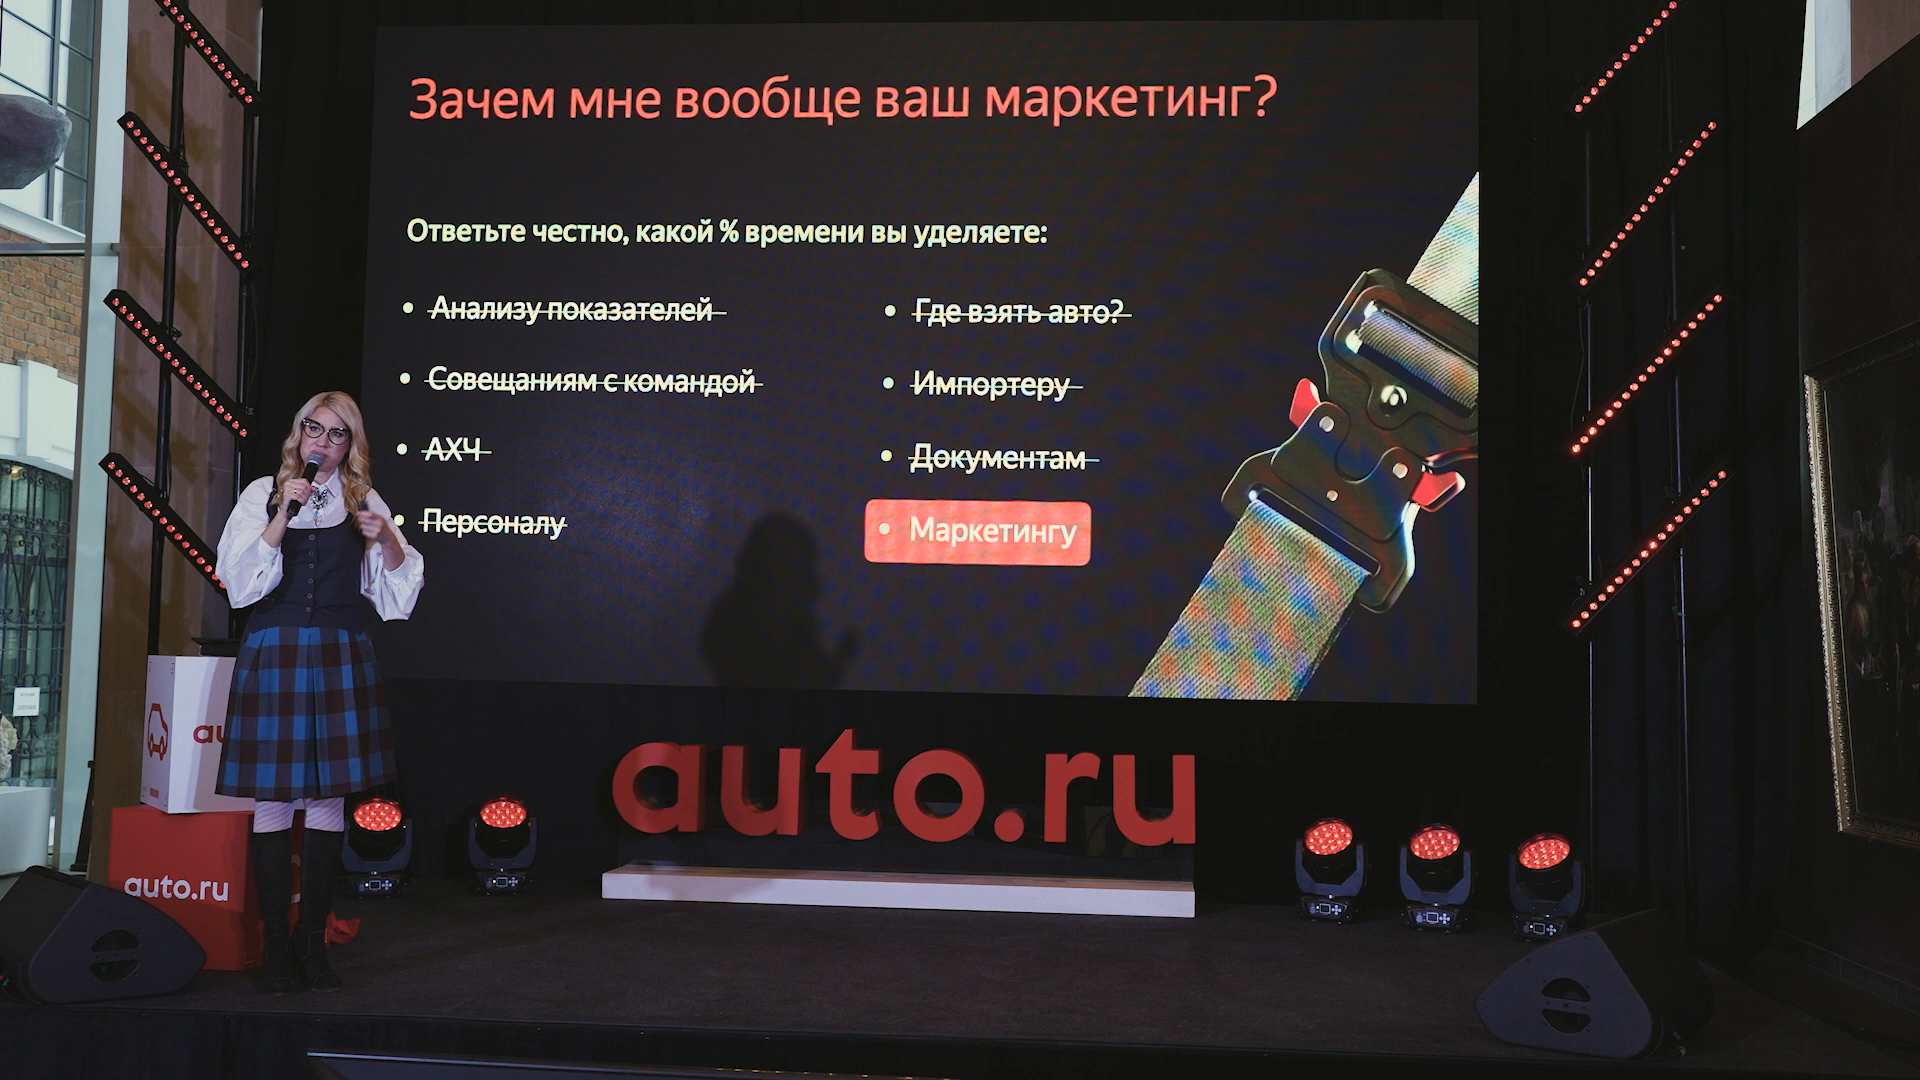 Зачем мне вообще ваш маркетинг?
Ответьте честно, какой % времени вы уделяете:
• Анализу показателей
• Совещаниям с командой
• АХЧ
• Персоналу
• Где взять авто?
• Импортеру
• Документам
• Маркетингу
auto.ru
au
auto.ru